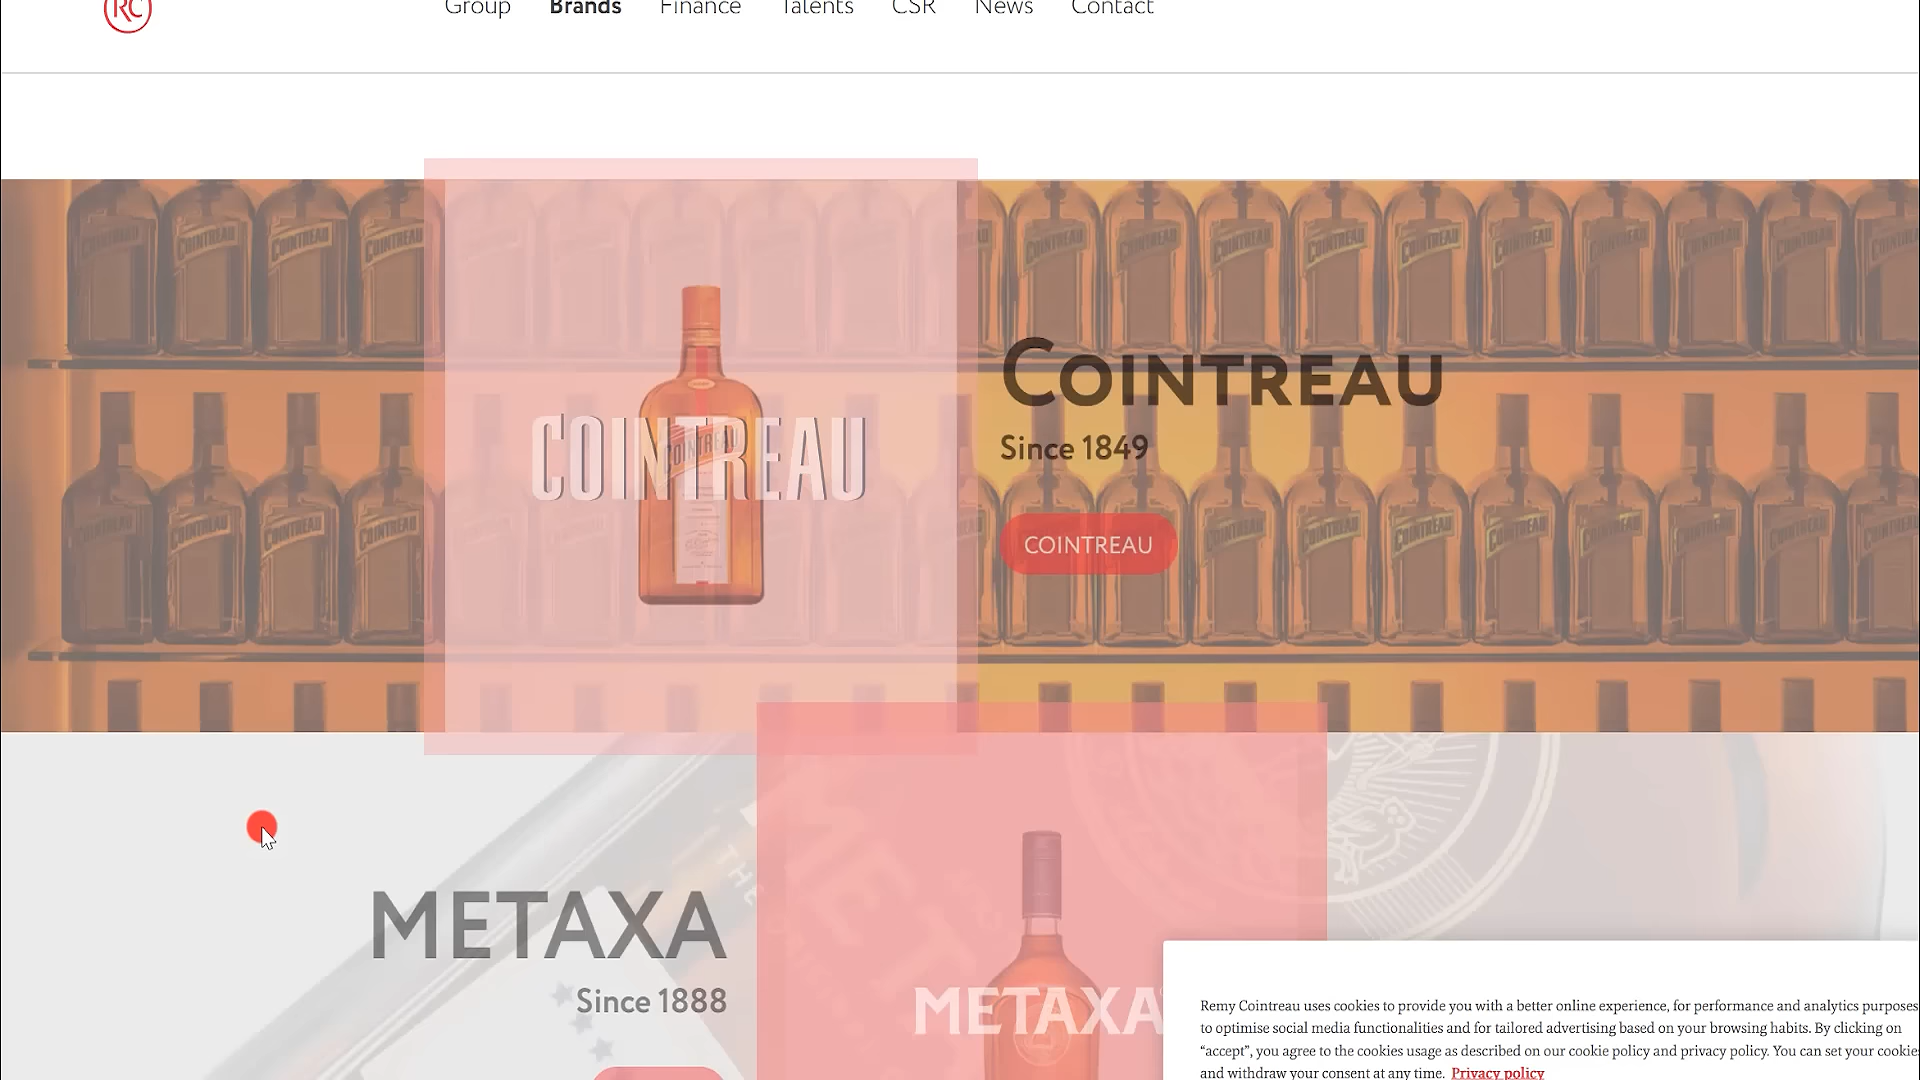 RC
Group Brands Finance Talents CSR News Contact
COINTREAU
COINTREAU
Since 1849
COINTREAU
METAXA
Since 1888
METAXA
Remy Cointreau uses cookies to provide you with a better online experience, for performance and analytics purposes
to optimise social media functionalities and for tailored advertising based on your browsing habits. By clicking on
“accept”, you agree to the cookies usage as described on our cookie policy and privacy policy. You can set your cookie
and withdraw your consent at any time. Privacy policy